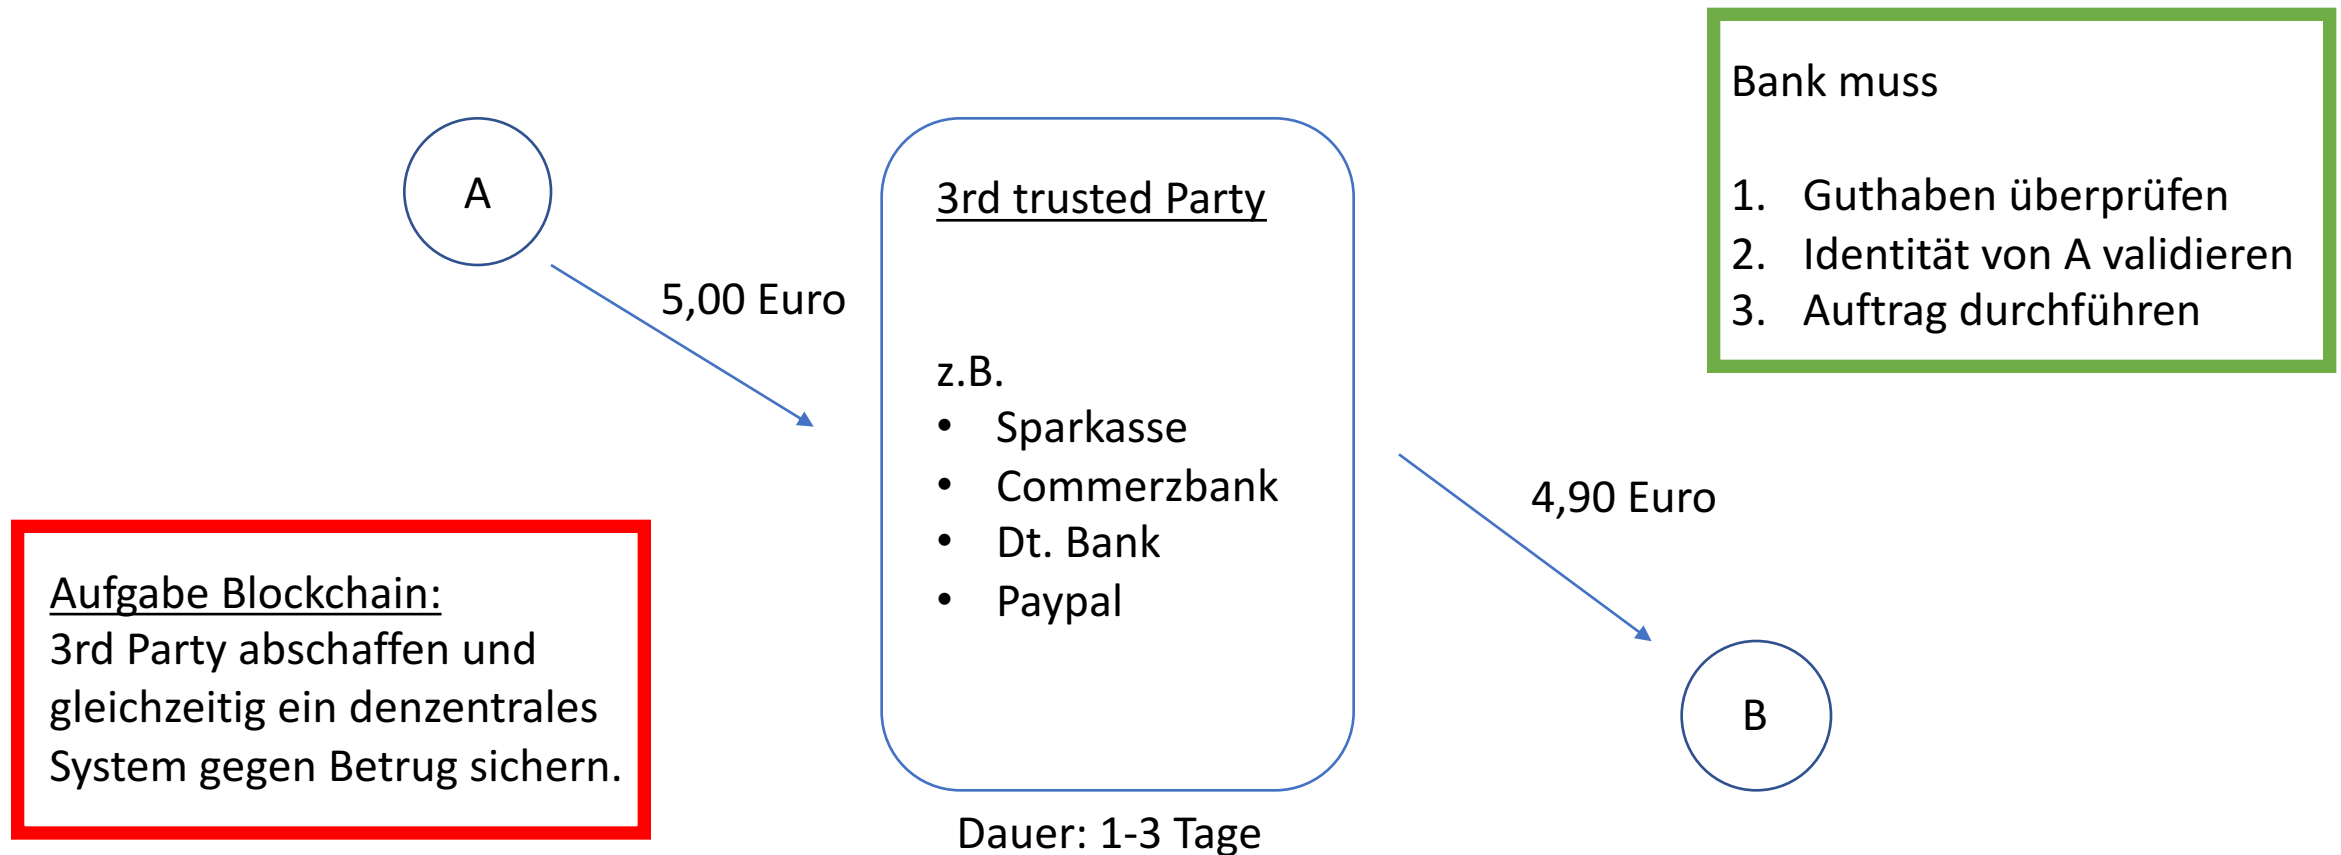 A
5,00 Euro
3rd trusted Party
z.B.
• Sparkasse
• Commerzbank
• Dt. Bank
• Paypal
Dauer: 1-3 Tage
4,90 Euro
B
Bank muss
1. Guthaben überprüfen
2. Identität von A validieren
3. Auftrag durchführen
Aufgabe Blockchain:
3rd Party abschaffen und
gleichzeitig ein denzentrales
System gegen Betrug sichern.